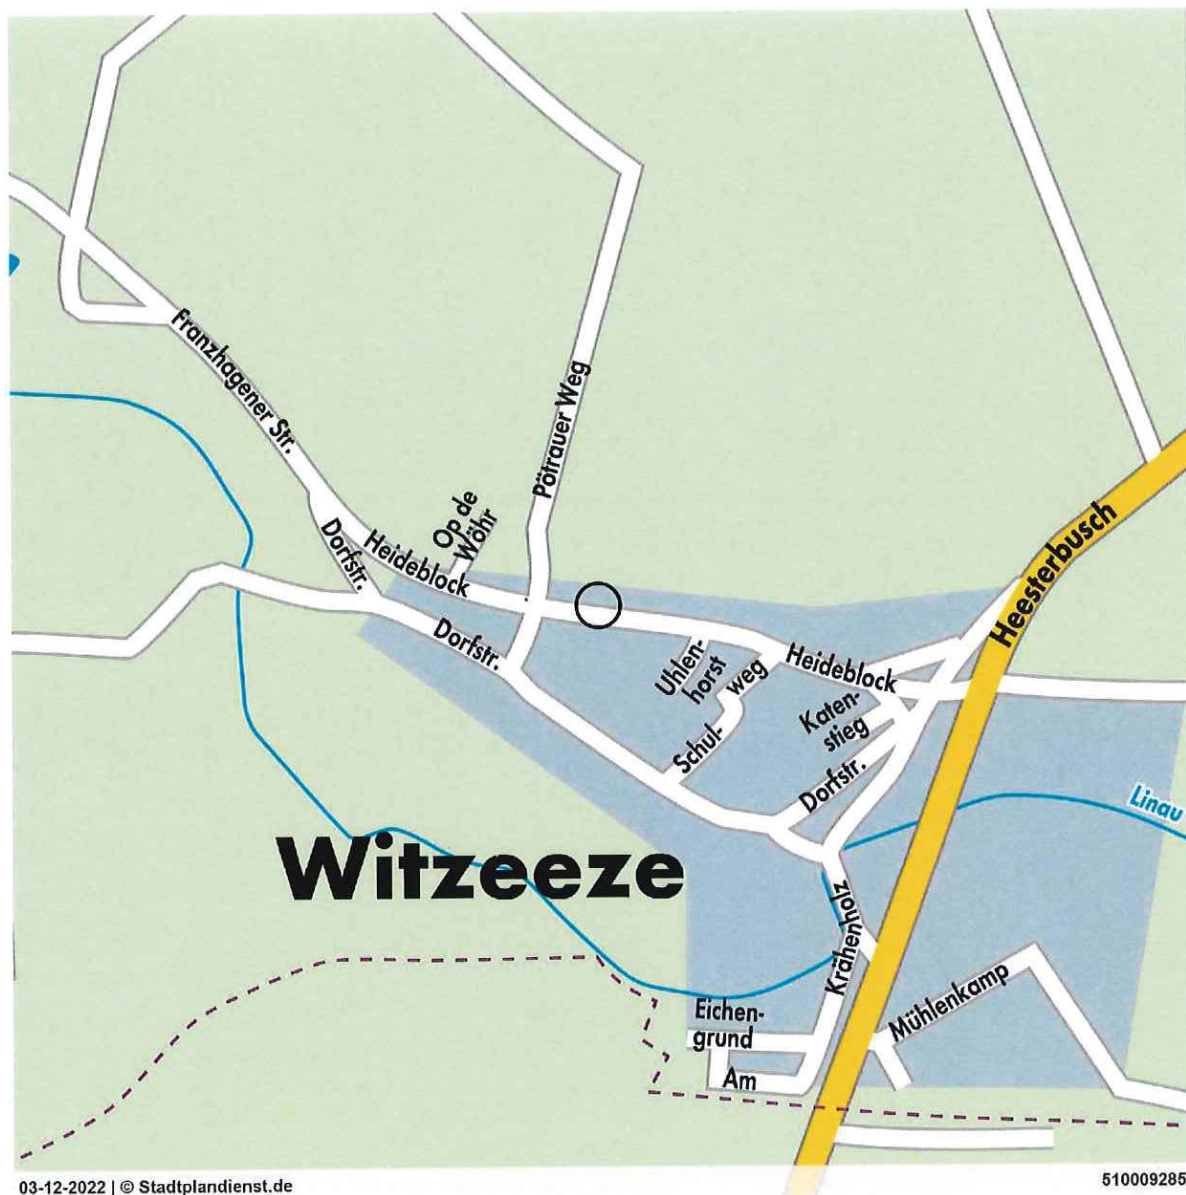 Franzhagener Str.
Pötrauer Weg
Op de
Wöhr
Dorfstr.
Heideblock
Heesterbusch
Dorfstr.
Uhlen-
horst
Schul-
weg
Heideblock
Katen-
stieg
Dorfstr.
Linau
Witzeeze
Krähenholz
Mühlenkamp
Eichen-
grund
Am
03-12-2022 | © Stadtplandienst.de
510009285